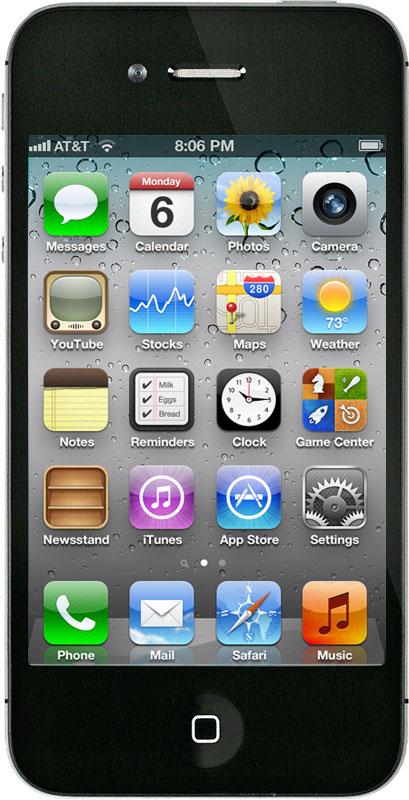 AT&T 8:06 PM
Monday
6
280
73°
Messages Calendar Photos Camera
YouTube Stocks Maps Weather
Milk
Eggs
Bread
12
Notes Reminders Clock Game Center
Newsstand iTunes App Store Settings
Phone Mail Safari Music